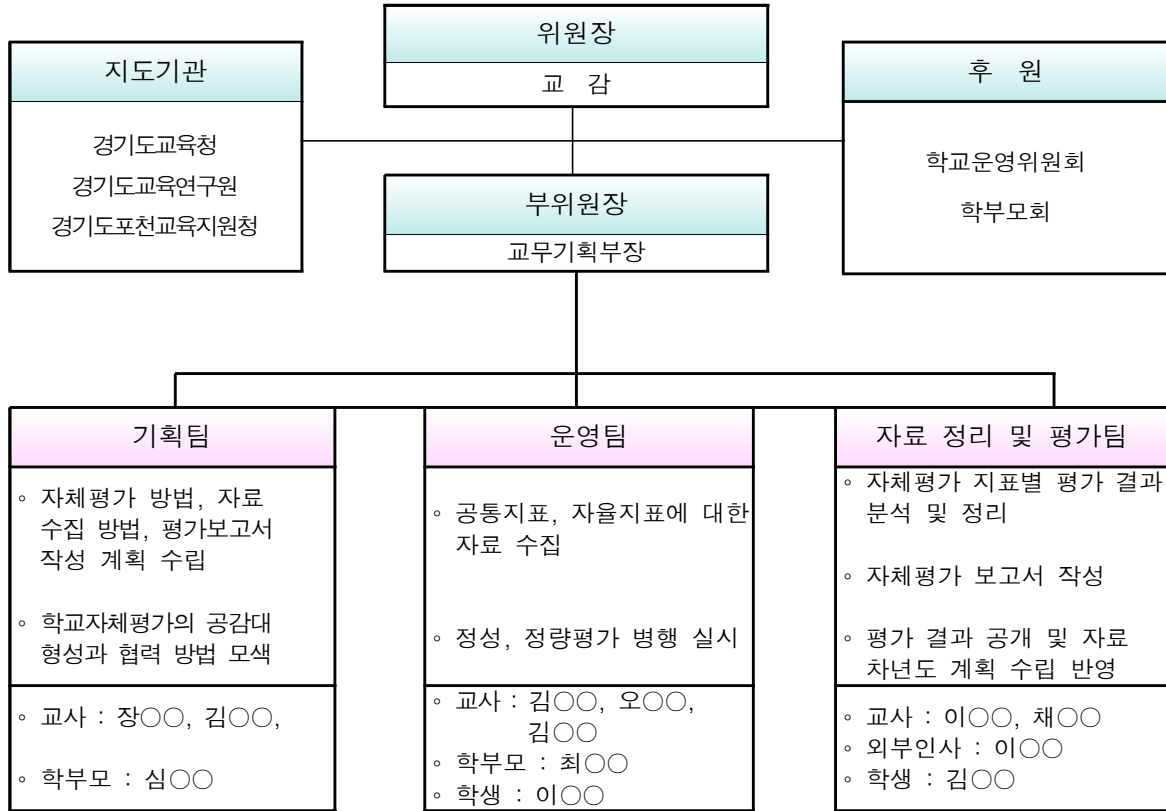 위원장
교 감
지도기관
경기도교육청
경기도교육연구원
경기도포천교육지원청
후 원
학교운영위원회
학부모회
부위원장
교무기획부장
기획팀
◦ 자체평가 방법, 자료
수집 방법, 평가보고서
작성 계획 수립
◦ 학교자체평가의 공감대
형성과 협력 방법 모색
◦ 교사 : 장○○, 김○○,
◦ 학부모 : 심○○
운영팀
◦ 공통지표, 자율지표에 대한
자료 수집
◦ 정성, 정량평가 병행 실시
◦ 교사 : 김○○, 오○○,
김○○
◦ 학부모 : 최○○
◦ 학생 : 이○○
자료 정리 및 평가팀
◦ 자체평가 지표별 평가 결과
분석 및 정리
◦ 자체평가 보고서 작성
◦ 평가 결과 공개 및 자료
차년도 계획 수립 반영
◦ 교사 : 이○○, 채○○
◦ 외부인사 : 이○○
◦ 학생 : 김○○